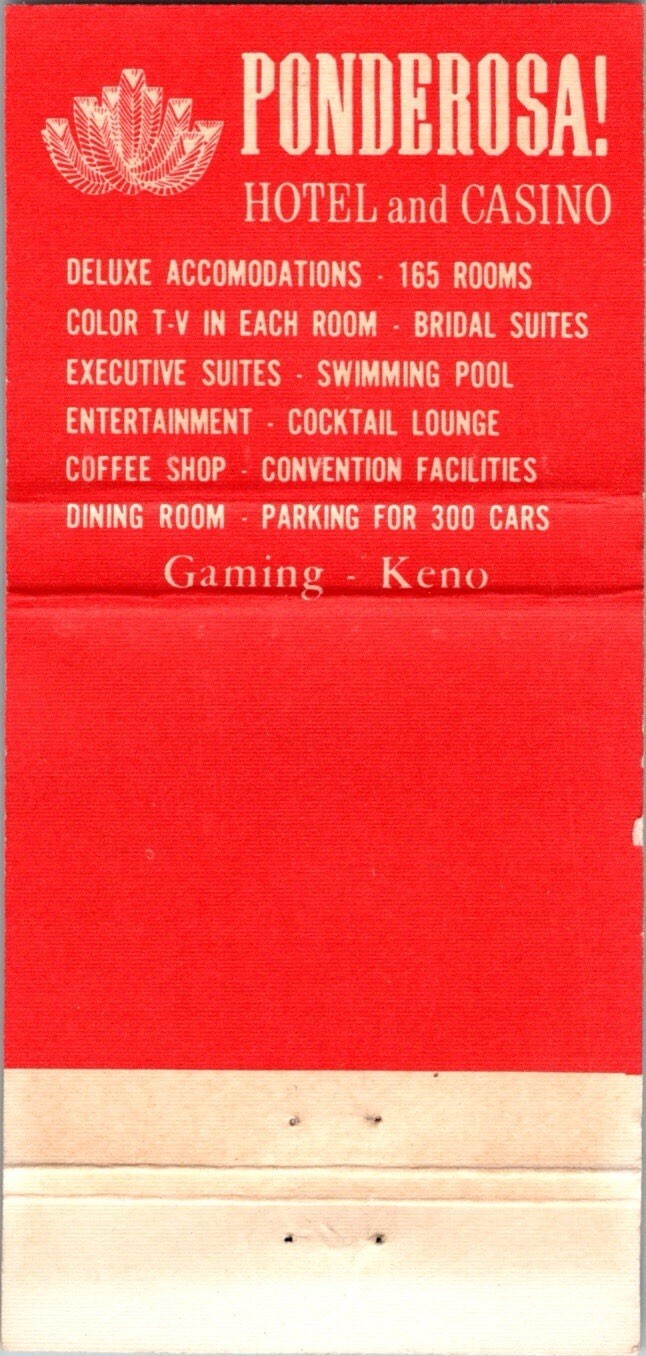 PONDEROSA!
HOTEL and CASINO
DELUXE ACCOMODATIONS - 165 ROOMS
COLOR T-V IN EACH ROOM - BRIDAL SUITES
EXECUTIVE SUITES - SWIMMING POOL
ENTERTAINMENT - COCKTAIL LOUNGE
COFFEE SHOP - CONVENTION FACILITIES
DINING ROOM - PARKING FOR 300 CARS
Gaming - Keno